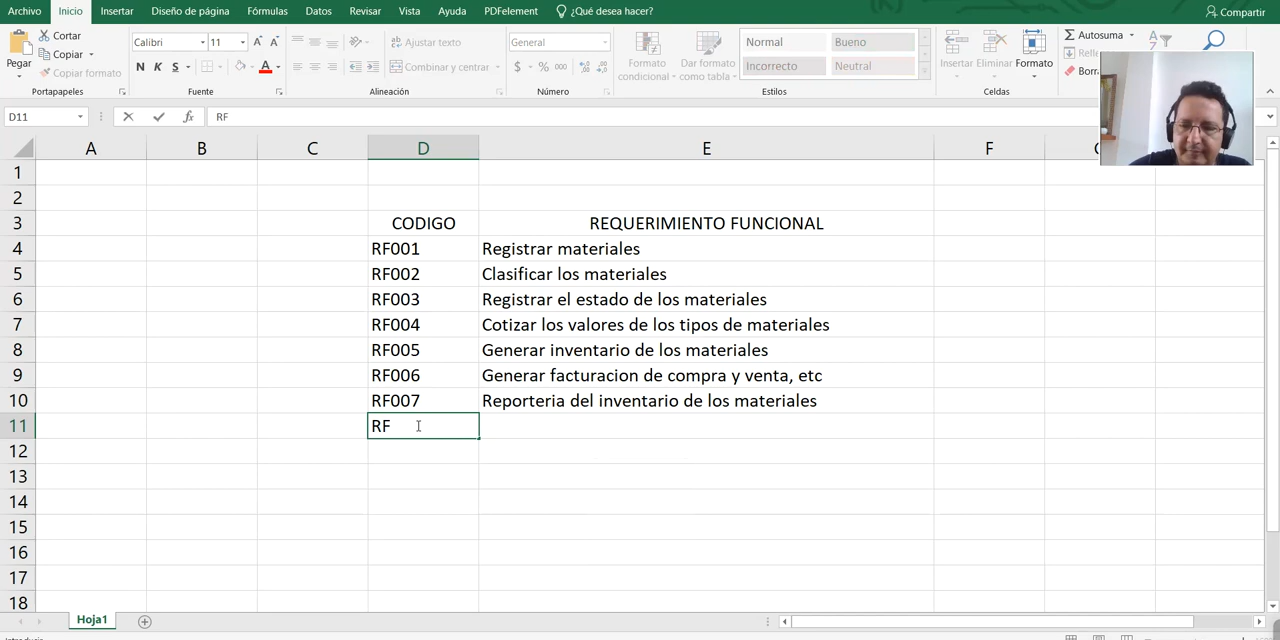 Archivo Inicio Insertar Diseño de página Fórmulas Datos Revisar Vista Ayuda PDFelement ¿Qué desea hacer? Compartir
Pegar
Cortar
Copiar
Copiar formato
Portapapeles
Calibri 11
N K S
Fuente
Ajustar texto
Combinar y centrar
Alineación
General
$ % 000
Número
Formato condicional
Dar formato como tabla
Normal Bueno
Incorrecto Neutral
Estilos
Insertar Eliminar Formato
Celdas
Autosuma
D11 RF
A B C D E F
1
2
3 CODIGO REQUERIMIENTO FUNCIONAL
4 RF001 Registrar materiales
5 RF002 Clasificar los materiales
6 RF003 Registrar el estado de los materiales
7 RF004 Cotizar los valores de los tipos de materiales
8 RF005 Generar inventario de los materiales
9 RF006 Generar facturacion de compra y venta, etc
10 RF007 Reporteria del inventario de los materiales
11 RF
12
13
14
15
16
17
18
Hoja1